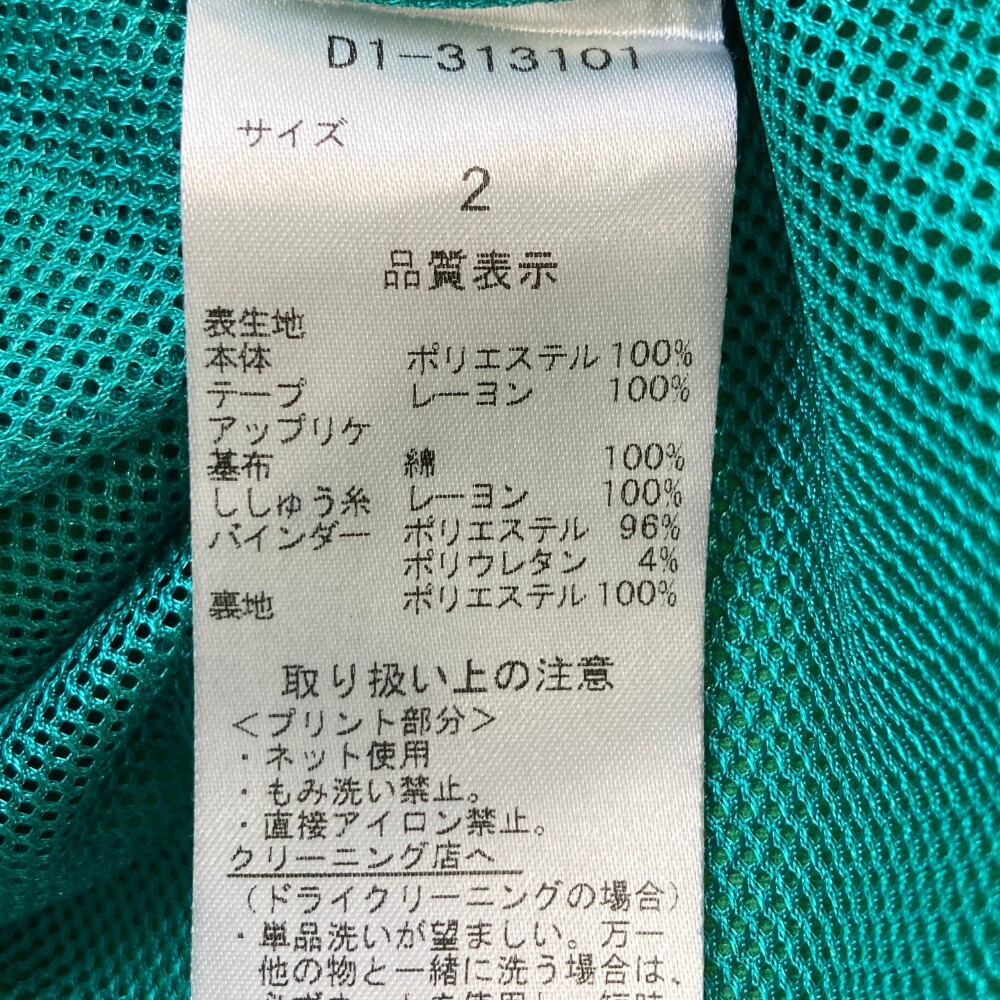 D1-313101
サイズ
2
品質表示
表生地
本体 ポリエステル 100%
テープ レーヨン 100%
アップリケ
基布 綿 100%
ししゅう糸 レーヨン 100%
バインダー ポリエステル 96%
ポリウレタン 4%
裏地 ポリエステル 100%
取り扱い上の注意
＜プリント部分＞
・ネット使用
・もみ洗い禁止。
・直接アイロン禁止。
クリーニング店へ
（ドライクリーニングの場合）
・単品洗いが望ましい。万一
他の物と一緒に洗う場合は、